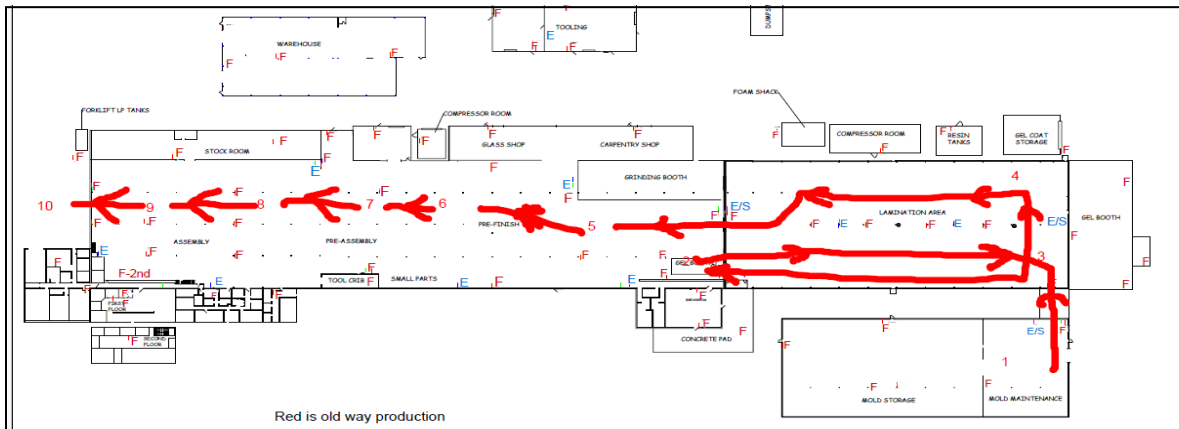 TOOLING
DUMPS
E
F
WAREHOUSE
F
F
F
FORKLIFT LP TANKS
COMPRESSOR ROOM
FOAM SHACK
GLASS SHOP
CARPENTRY SHOP
COMPRESSOR ROOM
RESIN
TANKS
GEL COAT
STORAGE
STOCK ROOM
E
GRINDING BOOTH
4
10
9
8
7
6
5
E/S
LAMINATION AREA
E/S
GEL BOOTH
ASSEMBLY
PRE-ASSEMBLY
PRE-FINISH
2
3
F-2nd
TOOL CRIB
SMALL PARTS
FIRST
FLOOR
SECOND
FLOOR
CONCRETE PAD
E/S
1
MOLD STORAGE
MOLD MAINTENANCE
Red is old way production